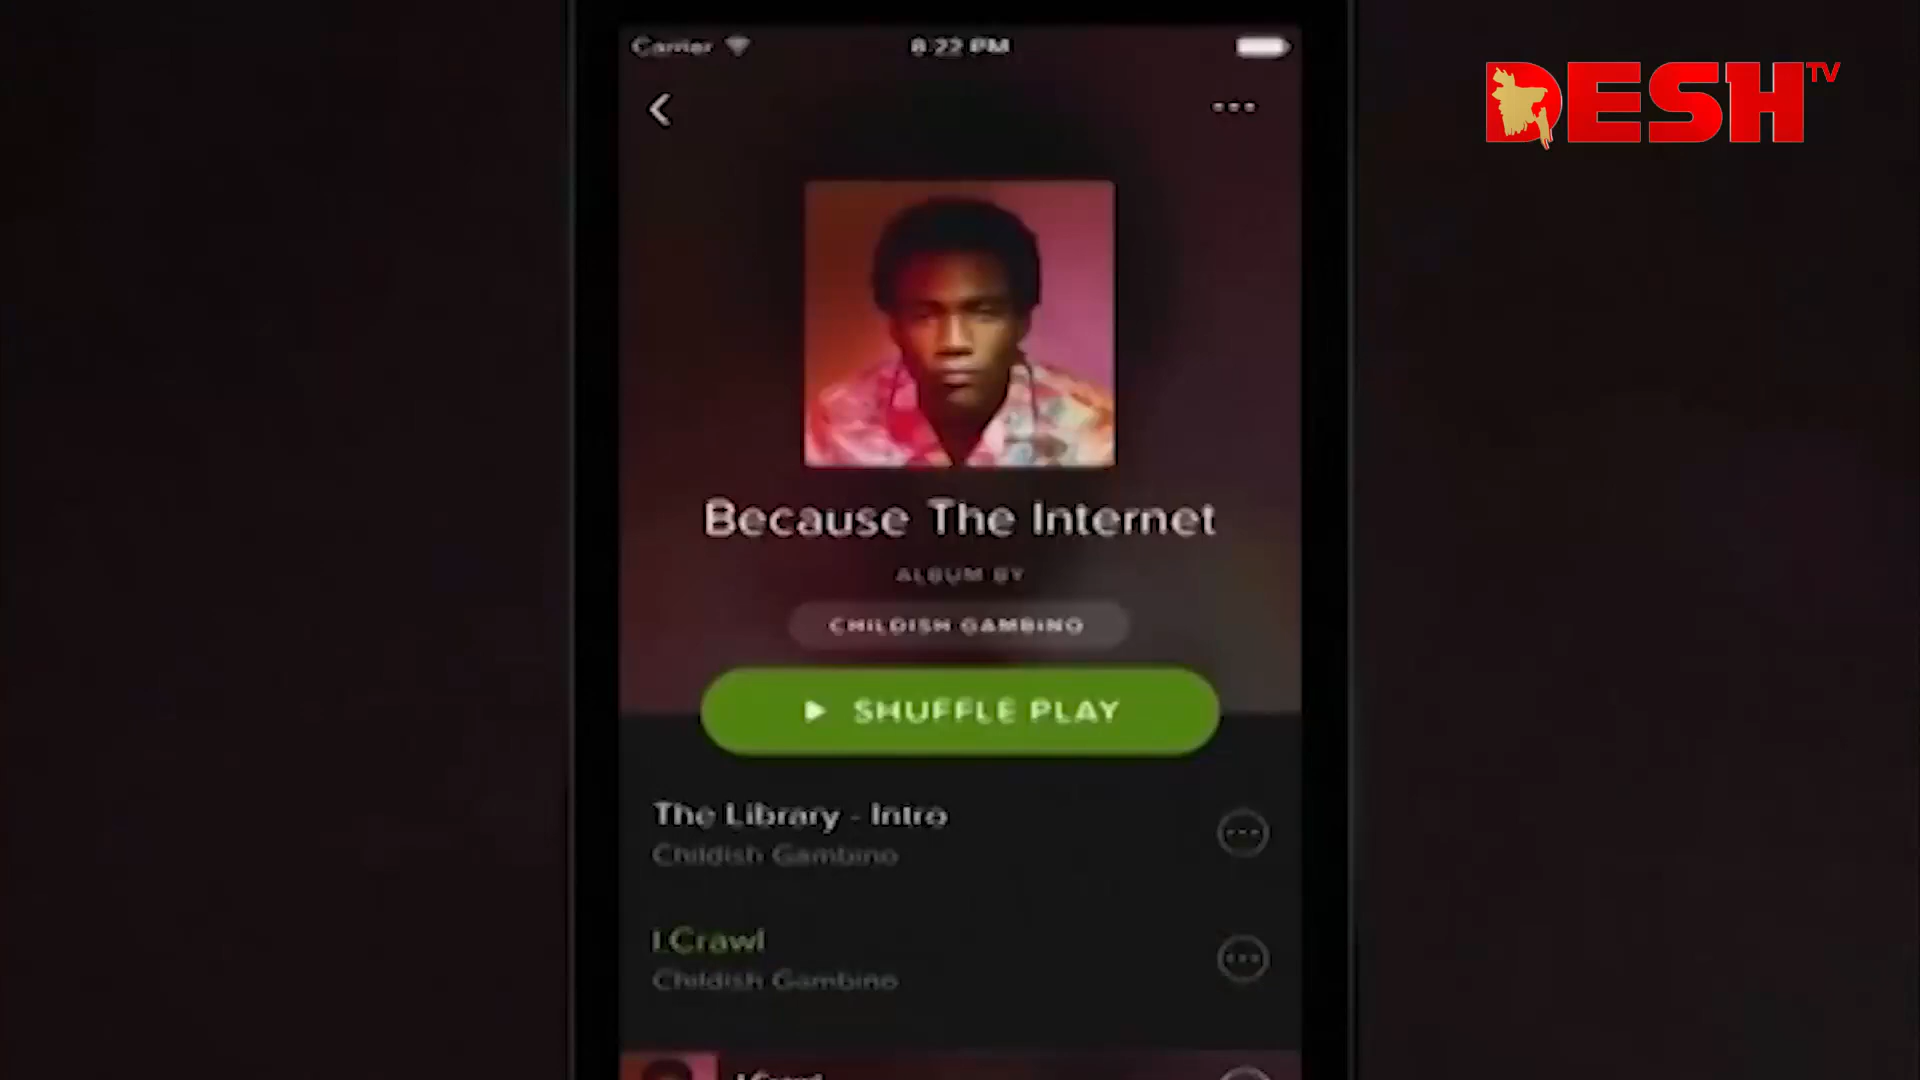 Carrier
8:22 PM
DESH TV
Because The Internet
ALBUM BY
CHILDISH GAMBINO
SHUFFLE PLAY
The Library - Intro
Childish Gambino
I. Crawl
Childish Gambino
I. Crawl